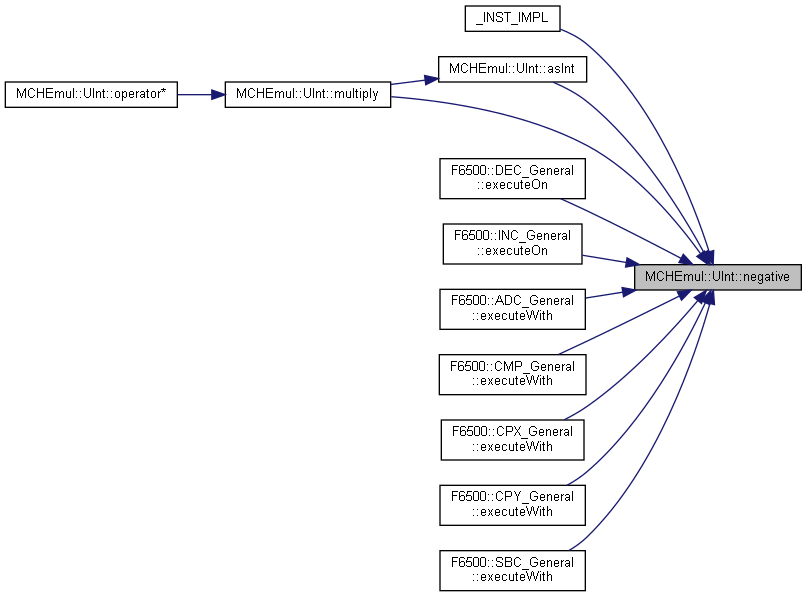 _INST_IMPL
MCHEmul::UInt::asInt
MCHEmul::UInt::operator*
MCHEmul::UInt::multiply
F6500::DEC_General
::executeOn
F6500::INC_General
::executeOn
MCHEmul::UInt::negative
F6500::ADC_General
::executeWith
F6500::CMP_General
::executeWith
F6500::CPX_General
::executeWith
F6500::CPY_General
::executeWith
F6500::SBC_General
::executeWith